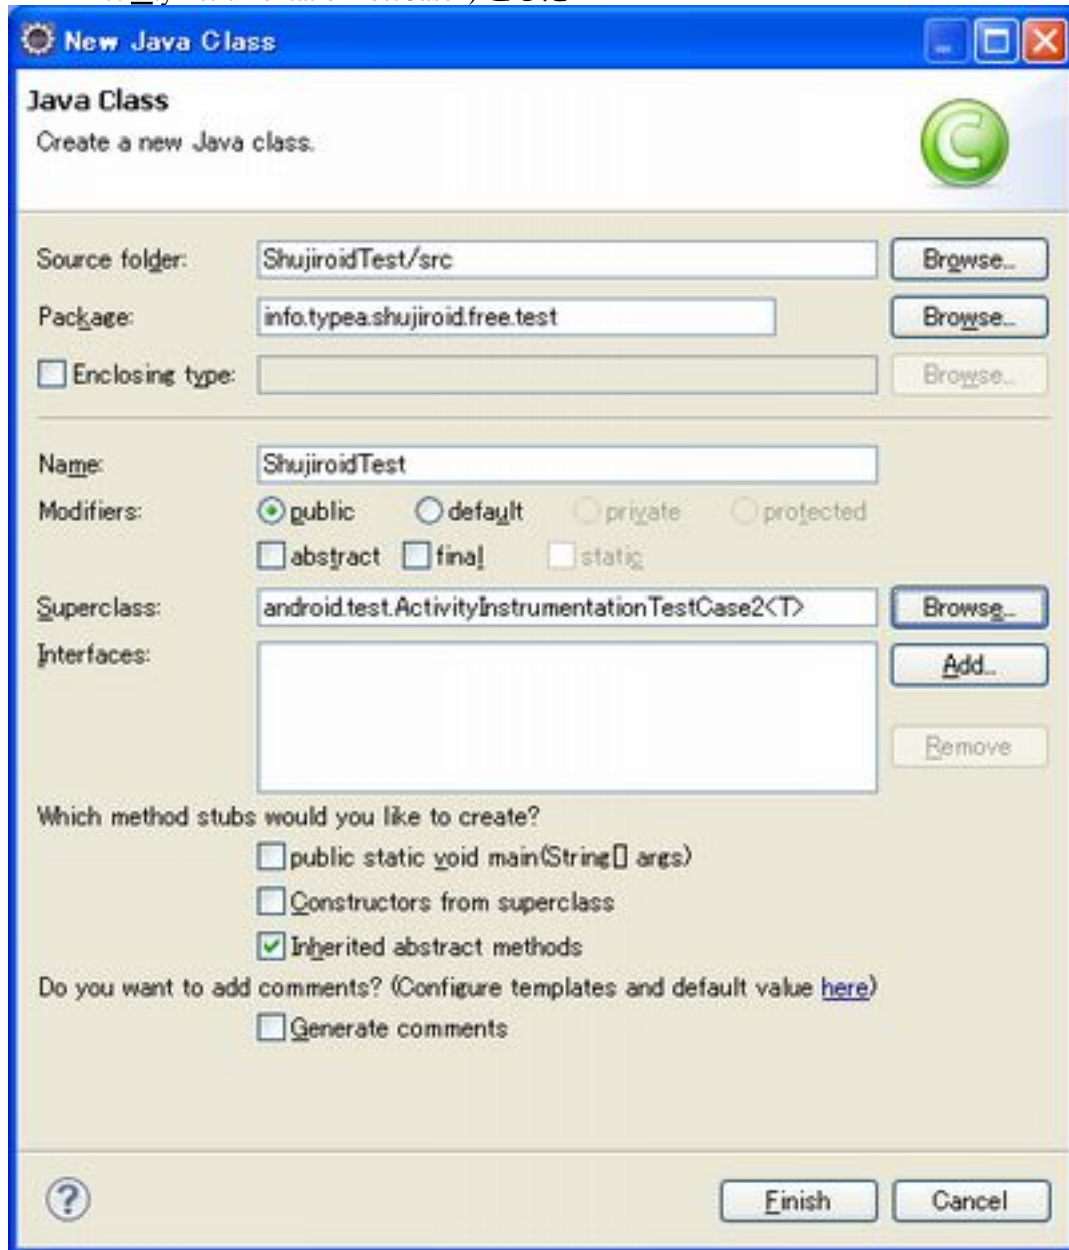 New Java Class
Java Class
Create a new Java class.
Source folder: ShujiroidTest/src Browse...
Package: info.typea.shujiroid.free.test Browse...
Enclosing type: Browse...
Name: ShujiroidTest
Modifiers: public default private protected
abstract final static
Superclass: android.test.ActivityInstrumentationTestCase2<T> Browse...
Interfaces: Add...
Remove
Which method stubs would you like to create?
public static void main(String[] args)
Constructors from superclass
Inherited abstract methods
Do you want to add comments? (Configure templates and default value here)
Generate comments
? Finish Cancel